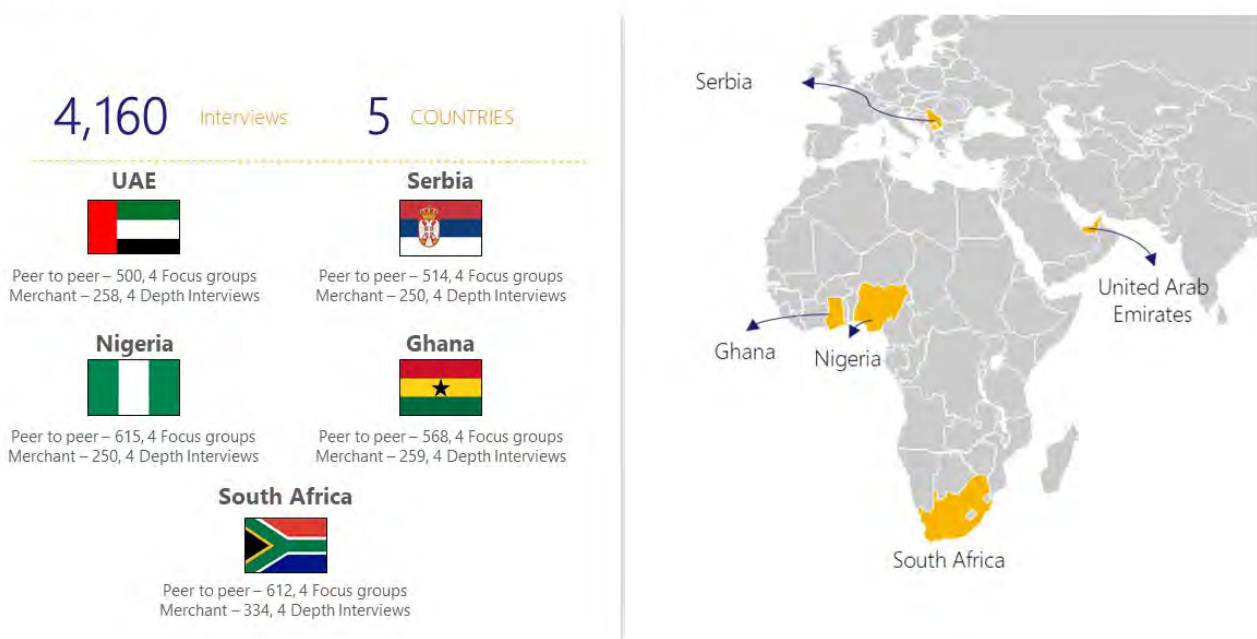 4,160 Interviews 5 COUNTRIES
UAE
Peer to peer – 500, 4 Focus groups
Merchant – 258, 4 Depth Interviews
Serbia
Peer to peer – 514, 4 Focus groups
Merchant – 250, 4 Depth Interviews
Nigeria
Peer to peer – 615, 4 Focus groups
Merchant – 250, 4 Depth Interviews
Ghana
Peer to peer – 568, 4 Focus groups
Merchant – 259, 4 Depth Interviews
South Africa
Peer to peer – 612, 4 Focus groups
Merchant – 334, 4 Depth Interviews
Serbia
United Arab
Emirates
Ghana
Nigeria
South Africa